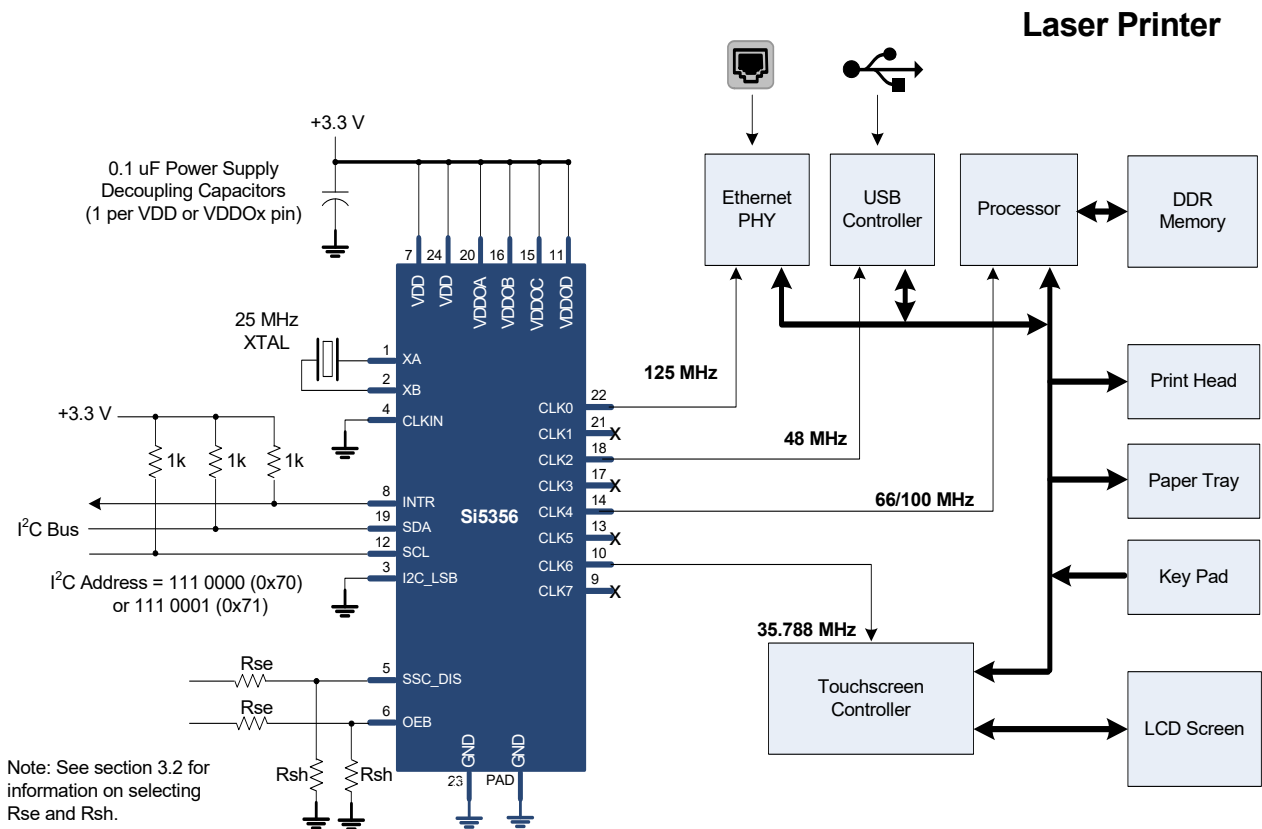 Laser Printer
+3.3 V
0.1 uF Power Supply
Decoupling Capacitors
(1 per VDD or VDDOx pin)
7
24
20
16
15
11
VDD
VDD
VDDOA
VDDOB
VDDOC
VDDOD
Ethernet
PHY
USB
Controller
Processor
DDR
Memory
25 MHz
XTAL
1
XA
2
XB
4
CLKIN
+3.3 V
1k
1k
1k
8
INTR
19
SDA
12
SCL
3
I2C_LSB
I2C Bus
I2C Address = 111 0000 (0x70)
or 111 0001 (0x71)
Si5356
22
CLK0
21
CLK1
X
18
CLK2
17
CLK3
X
14
CLK4
13
CLK5
X
10
CLK6
9
CLK7
X
125 MHz
48 MHz
66/100 MHz
35.788 MHz
Print Head
Paper Tray
Key Pad
Touchscreen
Controller
LCD Screen
Rse
5
SSC_DIS
Rse
6
OEB
Rsh
Rsh
GND
GND
23
PAD
Note: See section 3.2 for
information on selecting
Rse and Rsh.